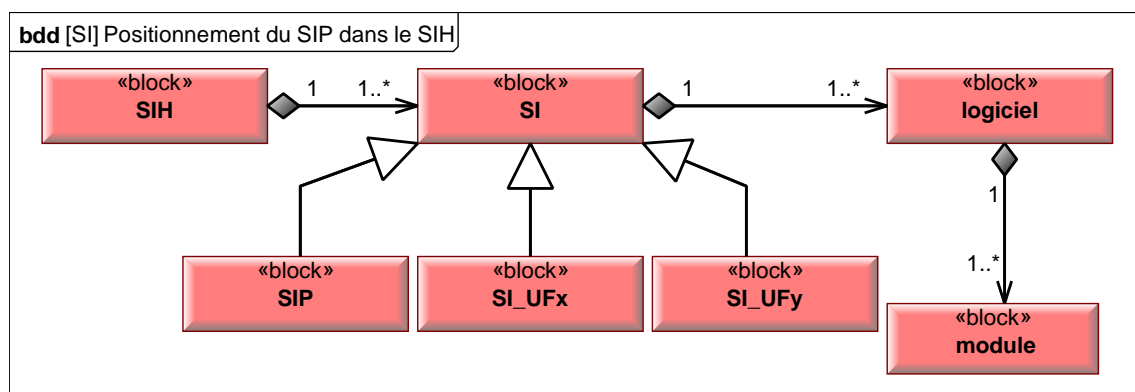 bdd [SI] Positionnement du SIP dans le SIH
«block»
SIH
1
1..*
«block»
SI
1
1..*
«block»
logiciel
1
1..*
«block»
SIP
«block»
SI_UFx
«block»
SI_UFy
«block»
module